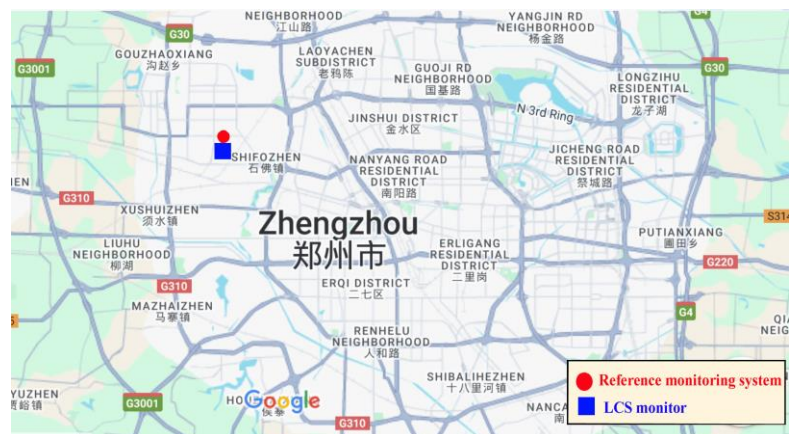 NEIGHBORHOOD
江山路
YANGJIN RD
NEIGHBORHOOD
杨金路
G4
G30
GOUZHAOXIANG
沟赵乡
LAOYACHEN
SUBDISTRICT
老鸦陈
G3001
GUOJI RD
NEIGHBORHOOD
国基路
G30
LONGZIHU
RESIDENTIAL
DISTRICT
龙子湖
N 3rd Ring
JINSHUI DISTRICT
金水区
SHIFOZHEN
石佛镇
NANYANG ROAD
RESIDENTIAL
DISTRICT
南阳路
JICHENG ROAD
RESIDENTIAL
DISTRICT
祭城路
G310
XUSHUIZHEN
须水镇
S314
Zhengzhou
郑州市
PUTIANXIANG
圃田乡
LIUHU
NEIGHBORHOOD
柳湖
ERLIGANG
RESIDENTIAL
DISTRICT
二里岗
G220
G310
ERQI DISTRICT
二七区
MAZHAIZHEN
马寨镇
G4
RENHELU
NEIGHBORHOOD
人和路
SHIBALIHEZHEN
十八里河镇
G3001
Google
G310
NANCA
南
Reference monitoring system
LCS monitor